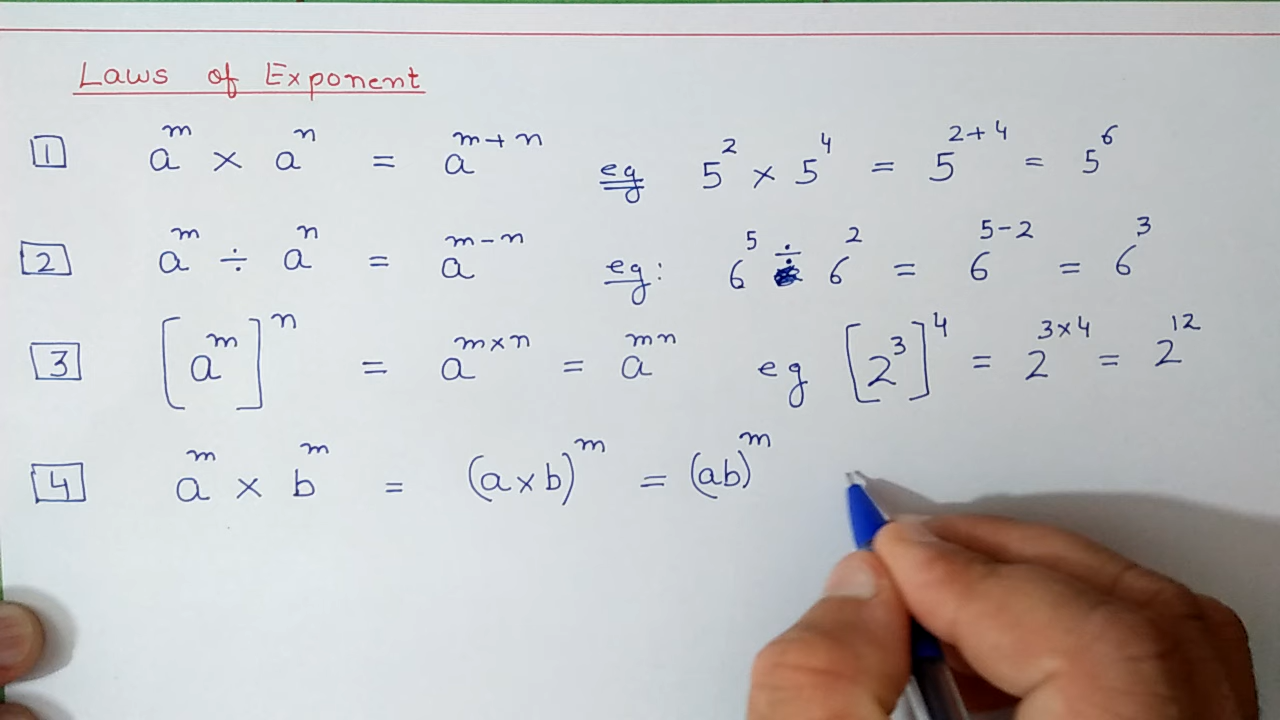 Laws of Exponent
1 a^m × a^n = a^(m+n) eg 5^2 × 5^4 = 5^(2+4) = 5^6
2 a^m ÷ a^n = a^(m-n) eg: 6^5 ÷ 6^2 = 6^(5-2) = 6^3
3 [a^m]^n = a^(m×n) = a^(mn) eg [2^3]^4 = 2^(3×4) = 2^12
4 a^m × b^m = (a×b)^m = (ab)^m